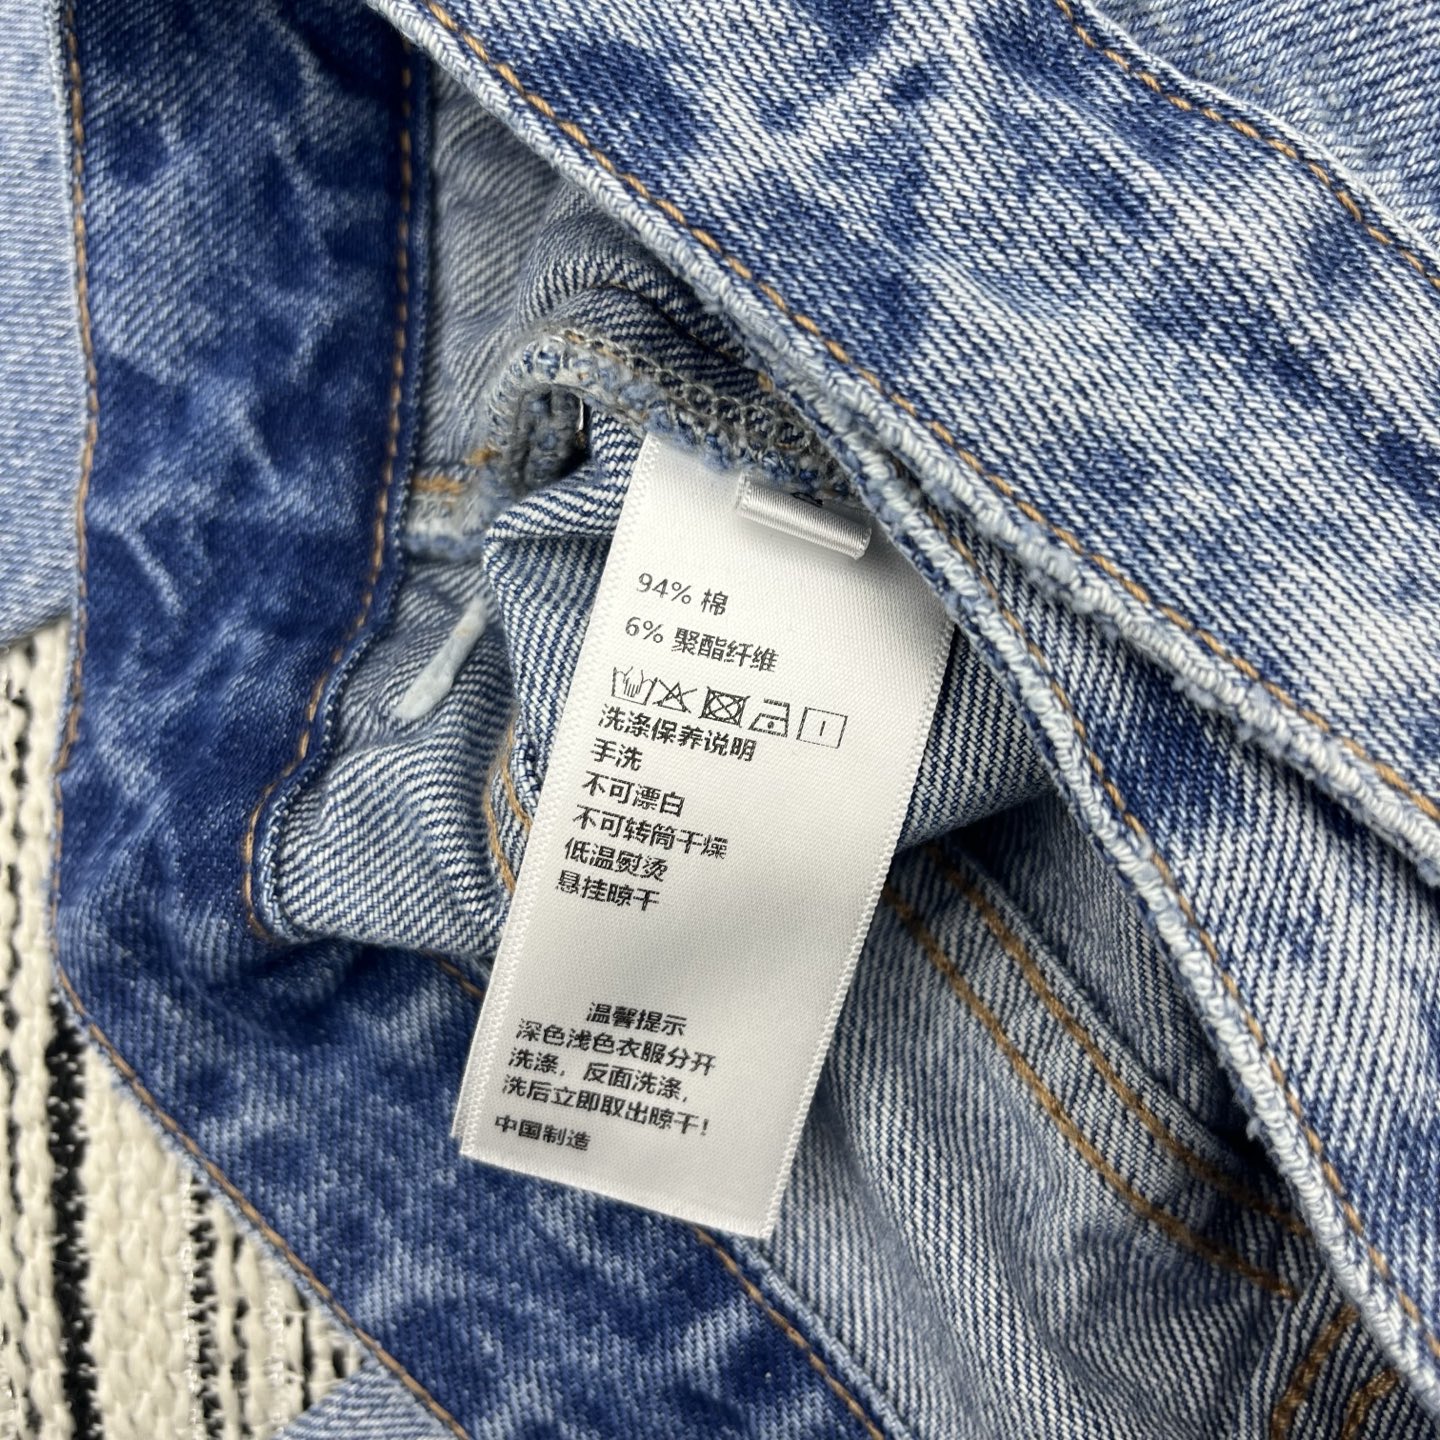 94% 棉
6% 聚酯纤维
洗涤保养说明
手洗
不可漂白
不可转筒干燥
低温熨烫
悬挂晾干
温馨提示
深色浅色衣服分开
洗涤，反面洗涤，
洗后立即取出晾干！
中国制造